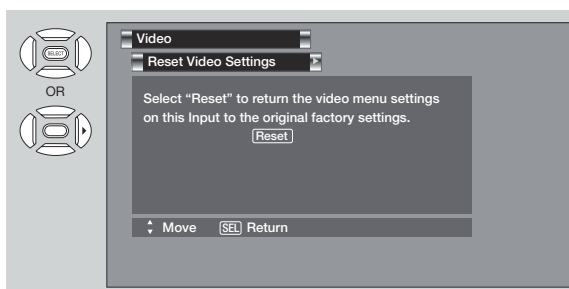 SELECT
OR
Video
Reset Video Settings
Select “Reset” to return the video menu settings
on this Input to the original factory settings.
Reset
Move SEL Return